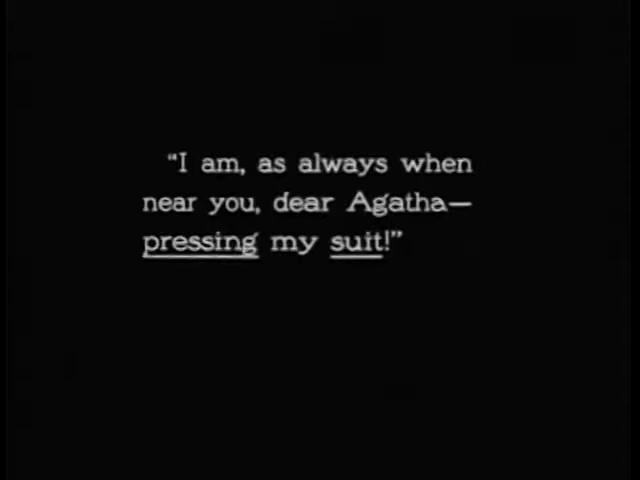 “I am, as always when
near you, dear Agatha—
pressing my suit!”